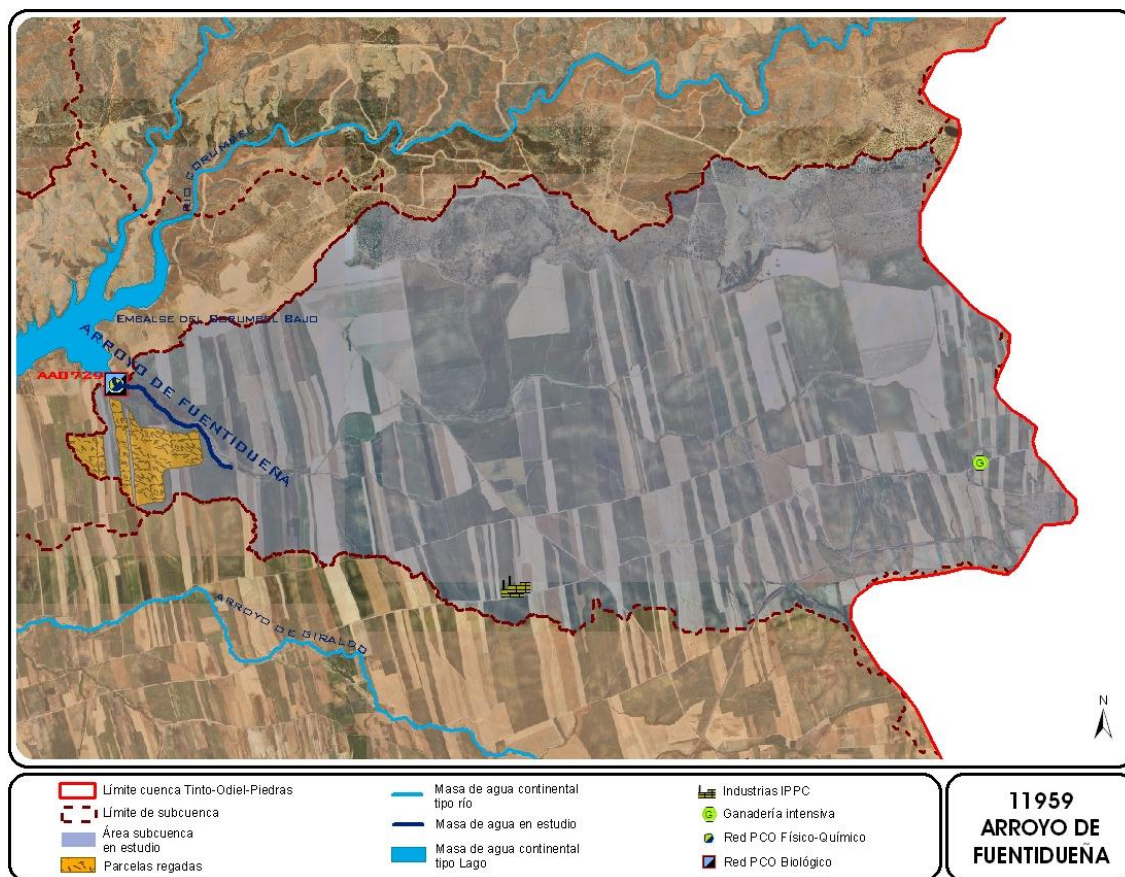 RIO CORUMBEL
EMBALSE DEL CORUMBEL BAJO
ARROYO DE FUENTIDUEÑA
AAD729
G
ARROYO DE GIRALDO
N
Límite cuenca Tinto-Odiel-Piedras
Límite de subcuenca
Área subcuenca
en estudio
Parcelas regadas
Masa de agua continental
tipo río
Masa de agua en estudio
Masa de agua continental
tipo Lago
Industrias IPPC
G
Ganadería intensiva
Red PCO Físico-Químico
Red PCO Biológico
11959
ARROYO DE
FUENTIDUEÑA